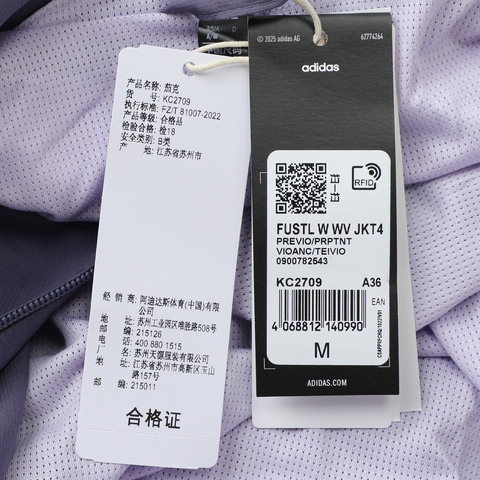 产品名称: 茄克
货 号: KC2709
执行标准: FZ/T 81007-2022
产品等级: 合格品
检验合格: 检18
安全类别: B类
产 地: 江苏省苏州市
经 销 商: 阿迪达斯体育(中国)有限
公司
地 址: 苏州工业园区唯胜路508号
邮 编: 215126
电 话: 400 880 1515
厂 名: 苏州天源服装有限公司
地 址: 江苏省苏州市高新区玉山
路157号
邮 编: 215011
合格证
© 2025 adidas AG
62774264
adidas
RFID
FUSTL W WV JKT4
PREVIO/PRPTNT
VIOANC/TEIVIO
0900782543
KC2709 A36
EAN
4 068812 140990
M
ADIDAS.COM